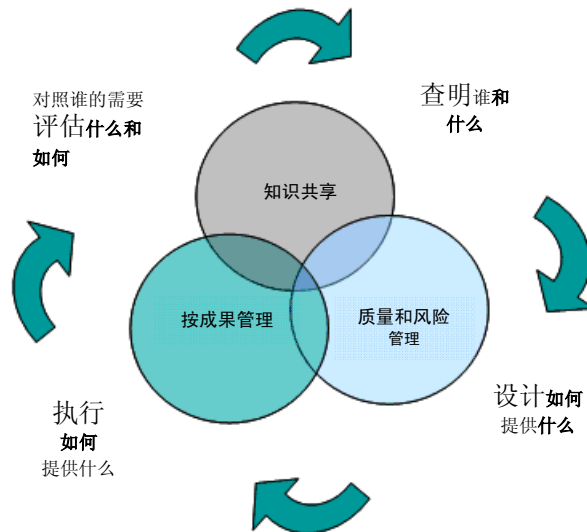 对照谁的需要
评估什么和
如何
查明谁和
什么
知识共享
按成果管理
质量和风险
管理
设计如何
提供什么
执行
如何
提供什么